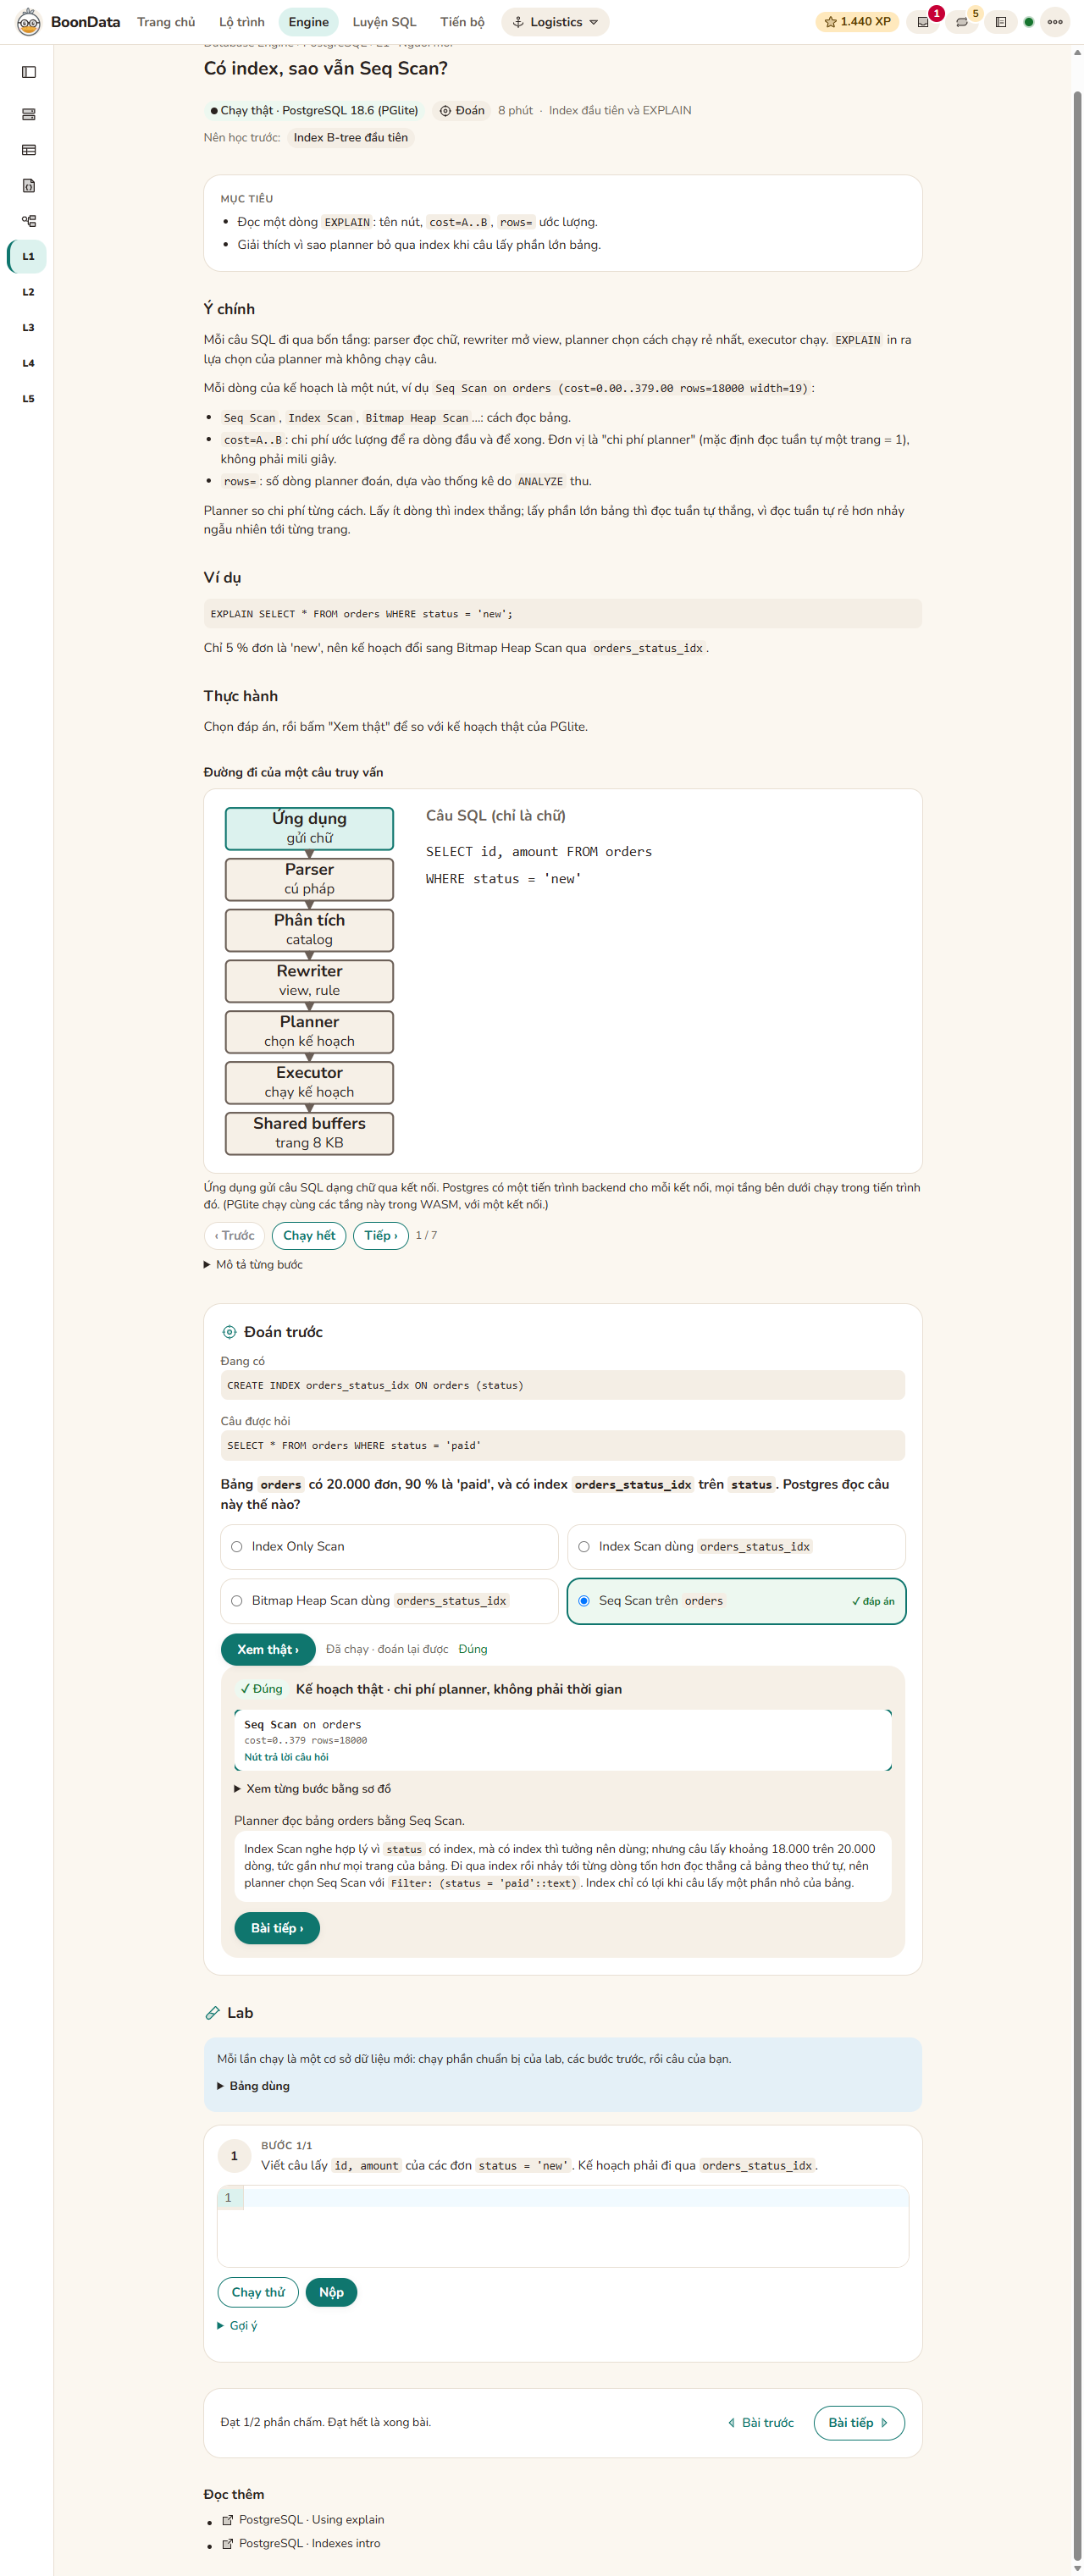 BoonData Trang chủ Lộ trình Engine Luyện SQL Tiến bộ Logistics 1.440 XP 1 5
Có index, sao vẫn Seq Scan?
Chạy thật · PostgreSQL 18.6 (PGlite) Đoán 8 phút · Index đầu tiên và EXPLAIN
Nên học trước: Index B-tree đầu tiên
L1
L2
L3
L4
L5
MỤC TIÊU
• Đọc một dòng EXPLAIN: tên nút, cost=A..B, rows= ước lượng.
• Giải thích vì sao planner bỏ qua index khi câu lấy phần lớn bảng.
Ý chính
Mỗi câu SQL đi qua bốn tầng: parser đọc chữ, rewriter mở view, planner chọn cách chạy rẻ nhất, executor chạy. EXPLAIN in ra
lựa chọn của planner mà không chạy câu.
Mỗi dòng của kế hoạch là một nút, ví dụ Seq Scan on orders (cost=0.00..379.00 rows=18000 width=19):
• Seq Scan, Index Scan, Bitmap Heap Scan...: cách đọc bảng.
• cost=A..B: chi phí ước lượng để ra dòng đầu và để xong. Đơn vị là "chi phí planner" (mặc định đọc tuần tự một trang = 1),
không phải mili giây.
• rows=: số dòng planner đoán, dựa vào thống kê do ANALYZE thu.
Planner so chi phí từng cách. Lấy ít dòng thì index thắng; lấy phần lớn bảng thì đọc tuần tự thắng, vì đọc tuần tự rẻ hơn nhảy
ngẫu nhiên tới từng trang.
Ví dụ
EXPLAIN SELECT * FROM orders WHERE status = 'new';
Chỉ 5 % đơn là 'new', nên kế hoạch đổi sang Bitmap Heap Scan qua orders_status_idx.
Thực hành
Chọn đáp án, rồi bấm "Xem thật" để so với kế hoạch thật của PGlite.
Đường đi của một câu truy vấn
Ứng dụng
gửi chữ
Parser
cú pháp
Phân tích
catalog
Rewriter
view, rule
Planner
chọn kế hoạch
Executor
chạy kế hoạch
Shared buffers
trang 8 KB
Câu SQL (chỉ là chữ)
SELECT id, amount FROM orders
WHERE status = 'new'
Ứng dụng gửi câu SQL dạng chữ qua kết nối. Postgres có một tiến trình backend cho mỗi kết nối, mọi tầng bên dưới chạy trong tiến trình
đó. (PGlite chạy cùng các tầng này trong WASM, với một kết nối.)
‹ Trước Chạy hết Tiếp › 1 / 7
▶ Mô tả từng bước
Đoán trước
Đang có
CREATE INDEX orders_status_idx ON orders (status)
Câu được hỏi
SELECT * FROM orders WHERE status = 'paid'
Bảng orders có 20.000 đơn, 90 % là 'paid', và có index orders_status_idx trên status. Postgres đọc câu
này thế nào?
Index Only Scan
Index Scan dùng orders_status_idx
Bitmap Heap Scan dùng orders_status_idx
Seq Scan trên orders ✓ đáp án
Xem thật › Đã chạy · đoán lại được Đúng
✓ Đúng Kế hoạch thật · chi phí planner, không phải thời gian
Seq Scan on orders
cost=0..379 rows=18000
Nút trả lời câu hỏi
▶ Xem từng bước bằng sơ đồ
Planner đọc bảng orders bằng Seq Scan.
Index Scan nghe hợp lý vì status có index, mà có index thì tưởng nên dùng; nhưng câu lấy khoảng 18.000 trên 20.000
dòng, tức gần như mọi trang của bảng. Đi qua index rồi nhảy tới từng dòng tốn hơn đọc thẳng cả bảng theo thứ tự, nên
planner chọn Seq Scan với Filter: (status = 'paid'::text). Index chỉ có lợi khi câu lấy một phần nhỏ của bảng.
Bài tiếp ›
Lab
Mỗi lần chạy là một cơ sở dữ liệu mới: chạy phần chuẩn bị của lab, các bước trước, rồi câu của bạn.
▶ Bảng dùng
1
BƯỚC 1/1
Viết câu lấy id, amount của các đơn status = 'new'. Kế hoạch phải đi qua orders_status_idx.
1
Chạy thử Nộp
▶ Gợi ý
Đạt 1/2 phần chấm. Đạt hết là xong bài. Bài trước Bài tiếp
Đọc thêm
• PostgreSQL · Using explain
• PostgreSQL · Indexes intro